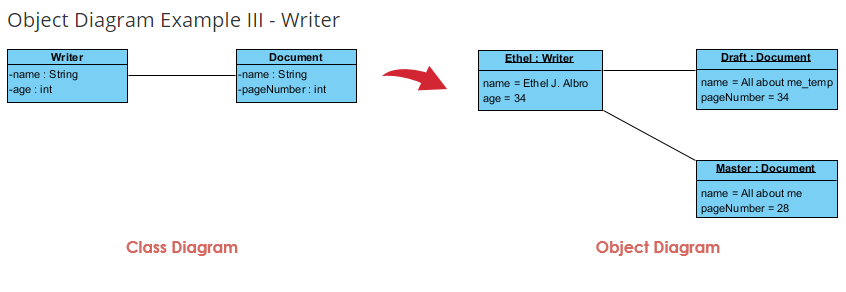 Object Diagram Example III - Writer
Writer
-name : String
-age : int
Document
-name : String
-pageNumber : int
Ethel : Writer
name = Ethel J. Albro
age = 34
Draft : Document
name = All about me_temp
pageNumber = 34
Master : Document
name = All about me
pageNumber = 28
Class Diagram
Object Diagram